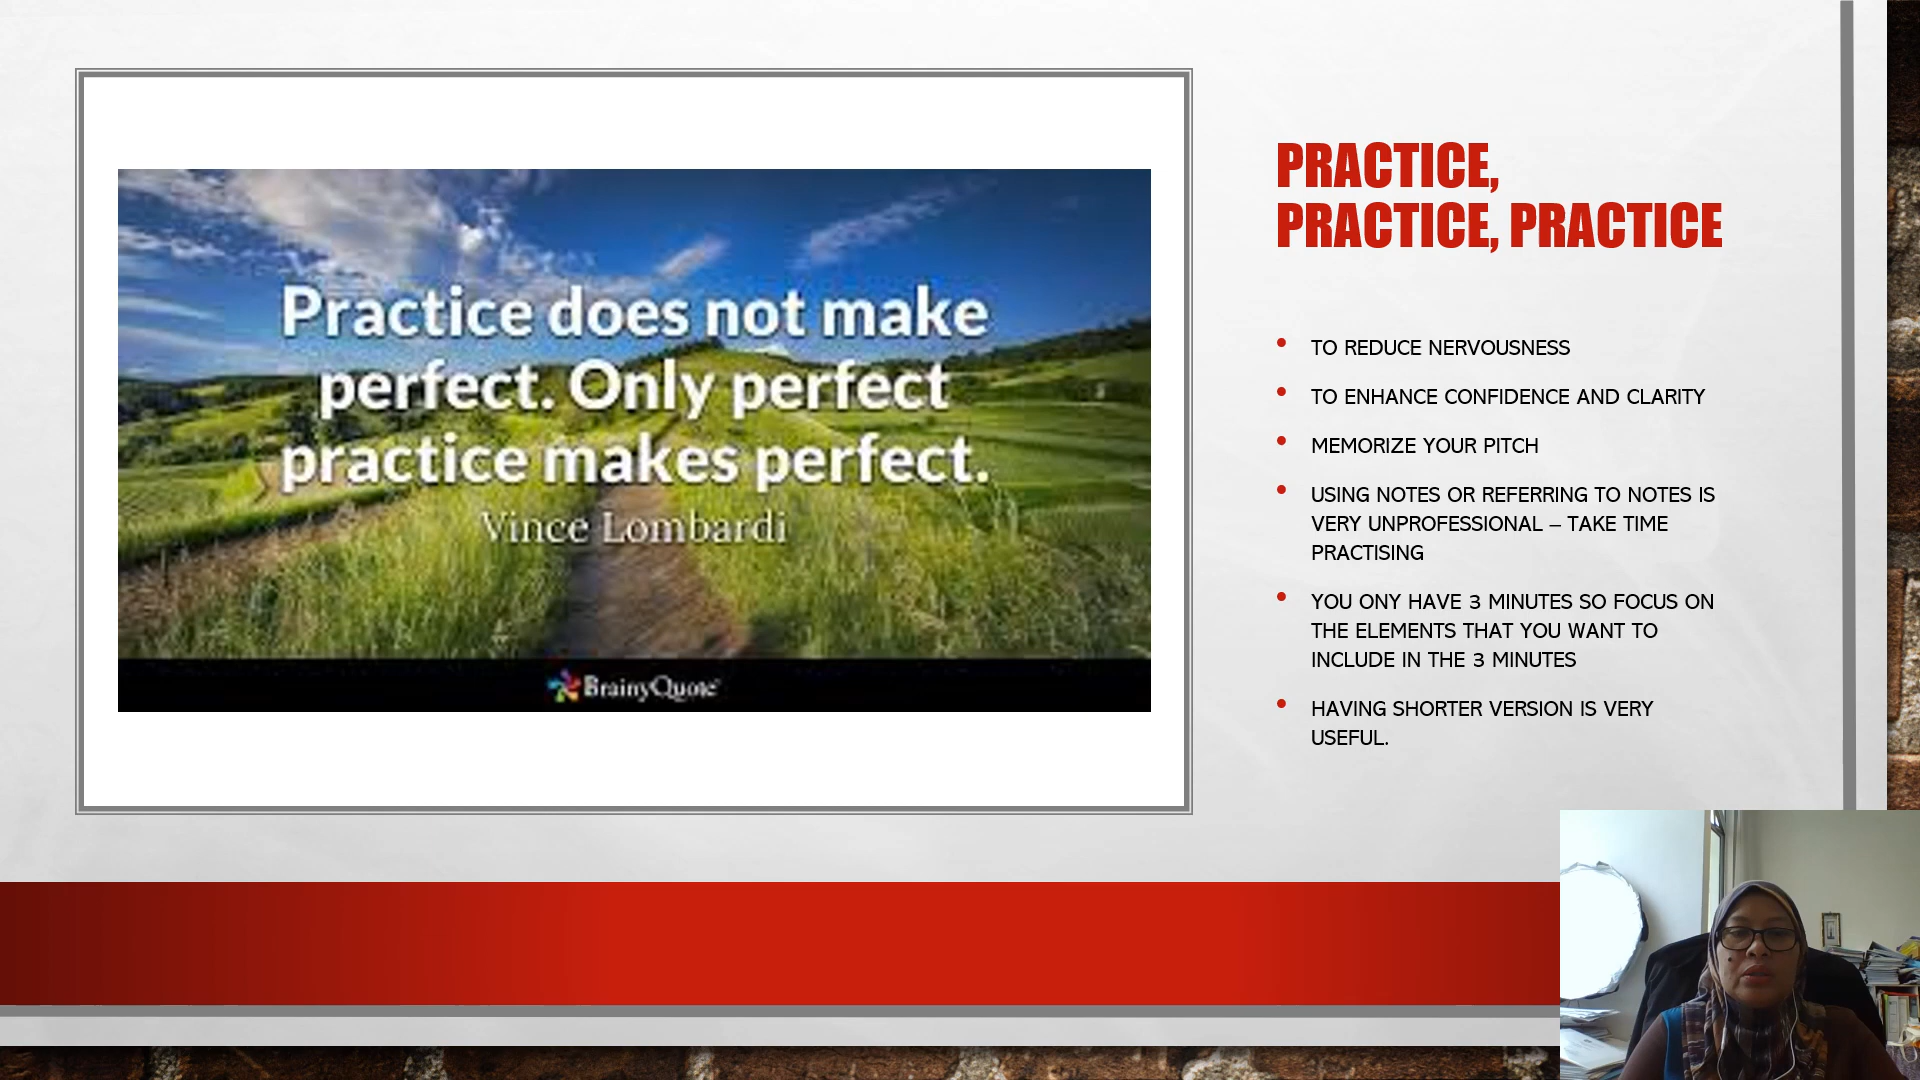 Practice does not make
perfect. Only perfect
practice makes perfect.
Vince Lombardi
BrainyQuote
PRACTICE,
PRACTICE, PRACTICE
TO REDUCE NERVOUSNESS
TO ENHANCE CONFIDENCE AND CLARITY
MEMORIZE YOUR PITCH
USING NOTES OR REFERRING TO NOTES IS
VERY UNPROFESSIONAL – TAKE TIME
PRACTISING
YOU ONY HAVE 3 MINUTES SO FOCUS ON
THE ELEMENTS THAT YOU WANT TO
INCLUDE IN THE 3 MINUTES
HAVING SHORTER VERSION IS VERY
USEFUL.